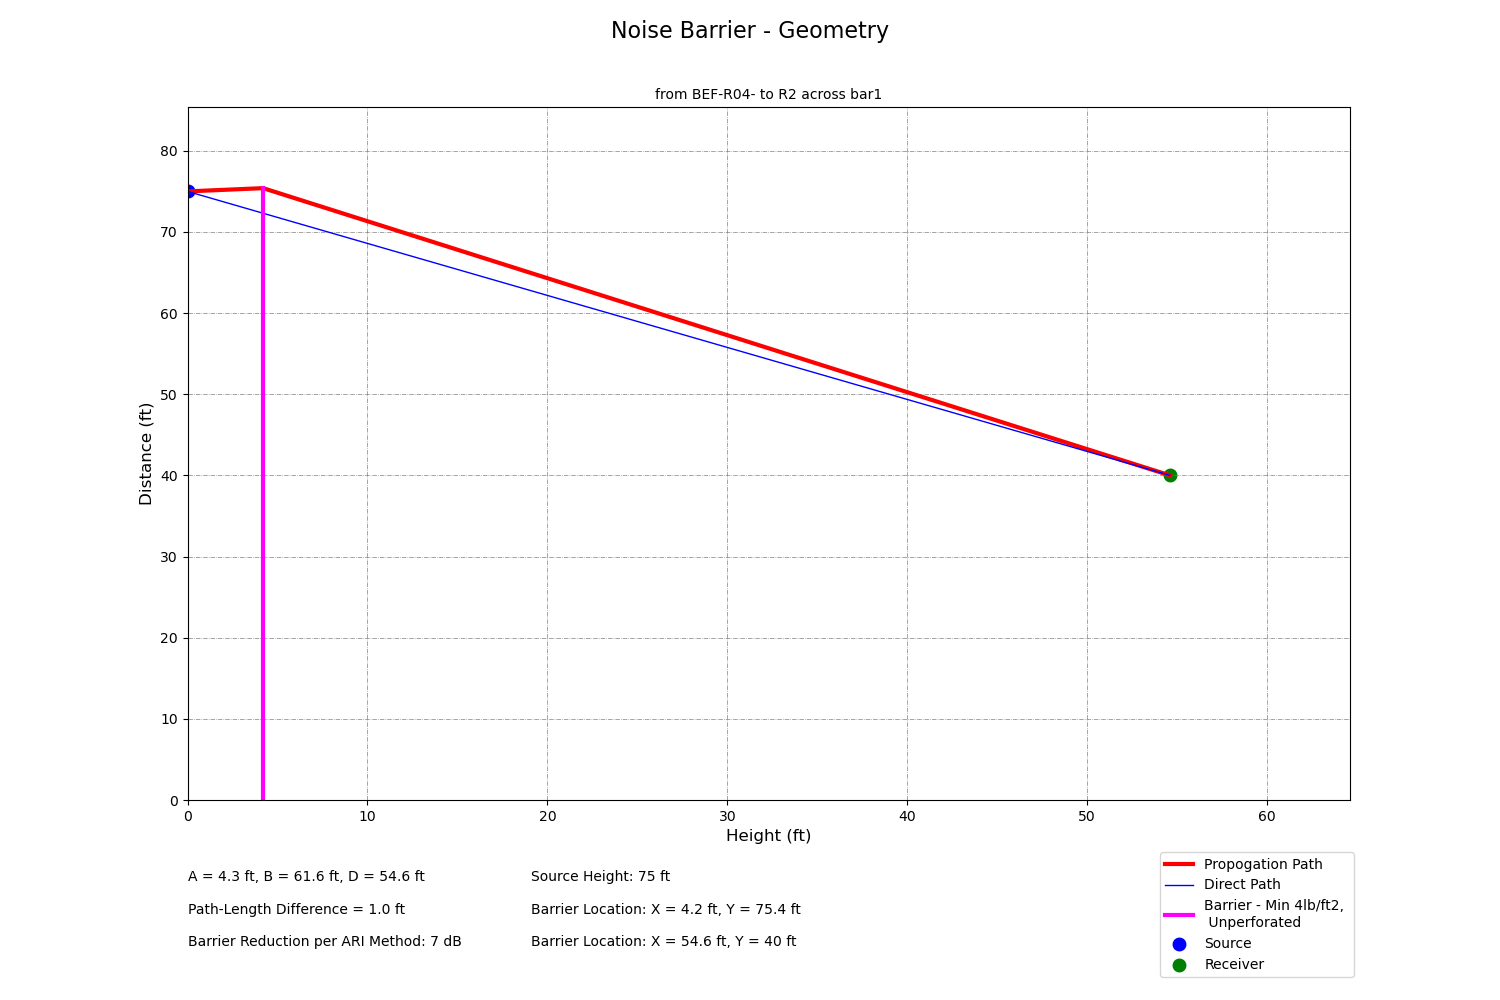 Noise Barrier - Geometry
from BEF-R04- to R2 across bar1
80
70
60
50
40
30
20
10
0
Distance (ft)
0 10 20 30 40 50 60
Height (ft)
A = 4.3 ft, B = 61.6 ft, D = 54.6 ft
Path-Length Difference = 1.0 ft
Barrier Reduction per ARI Method: 7 dB
Source Height: 75 ft
Barrier Location: X = 4.2 ft, Y = 75.4 ft
Barrier Location: X = 54.6 ft, Y = 40 ft
Propogation Path
Direct Path
Barrier - Min 4lb/ft2,
Unperforated
Source
Receiver